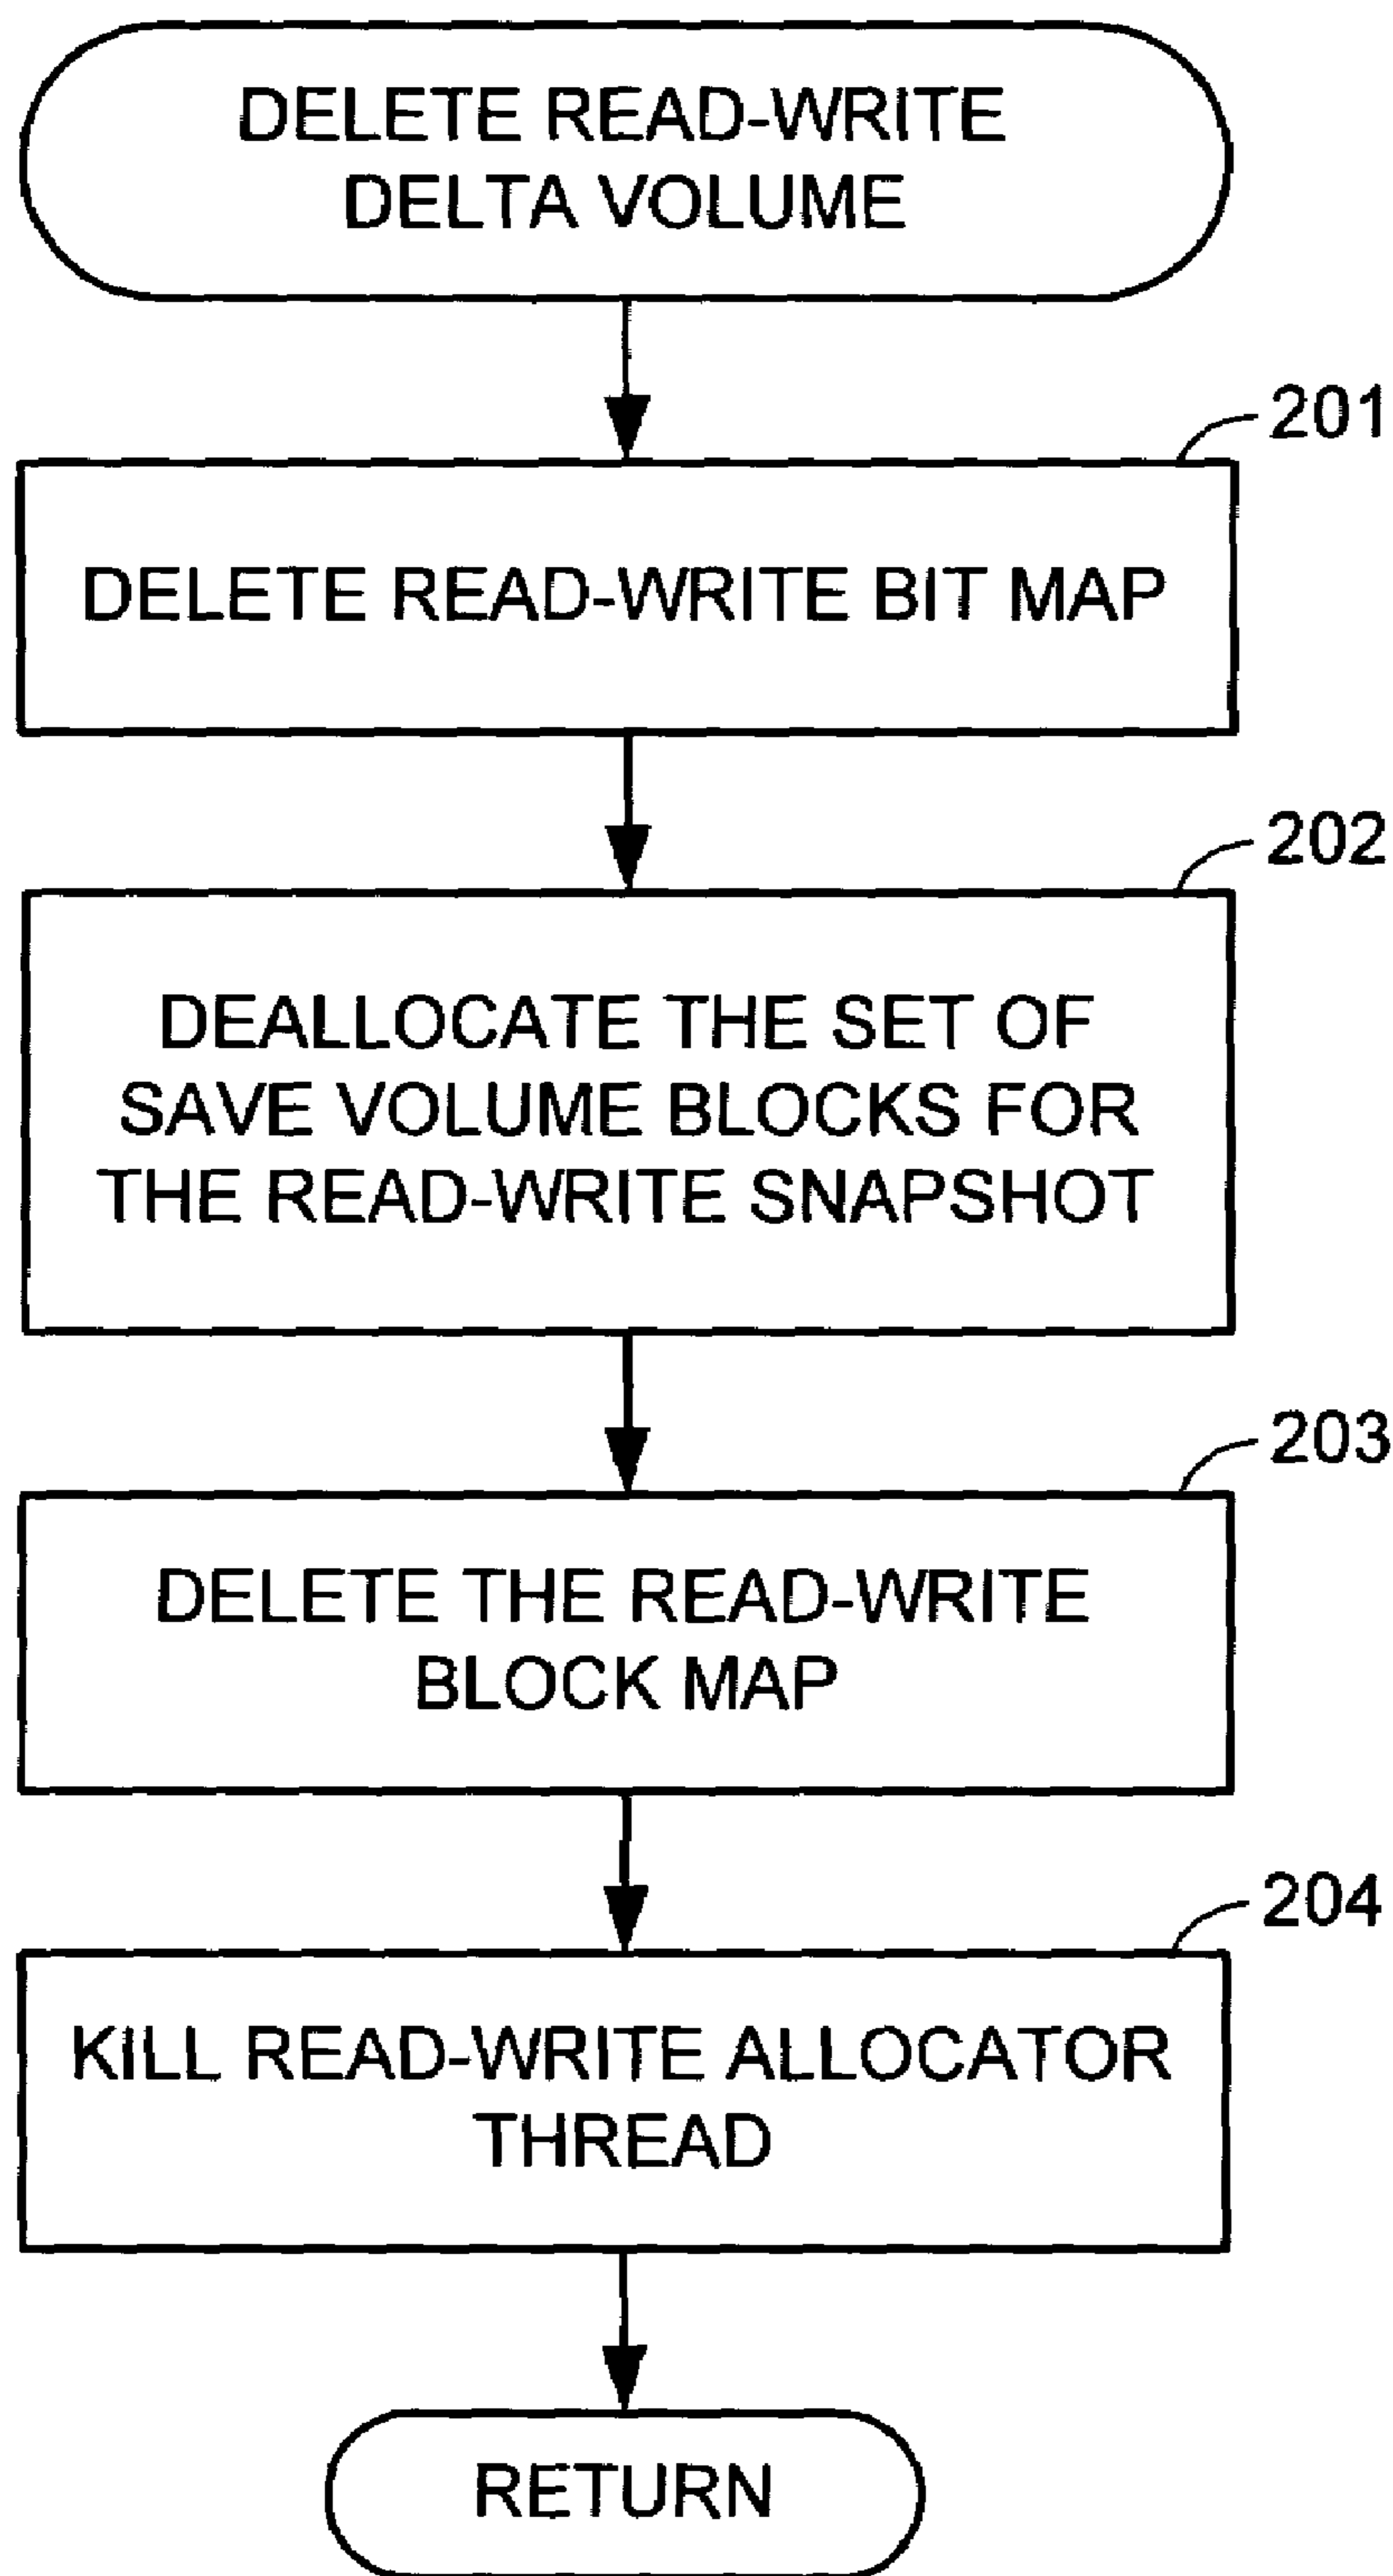 DELETE READ-WRITE
DELTA VOLUME
201
DELETE READ-WRITE BIT MAP
202
DEALLOCATE THE SET OF
SAVE VOLUME BLOCKS FOR
THE READ-WRITE SNAPSHOT
203
DELETE THE READ-WRITE
BLOCK MAP
204
KILL READ-WRITE ALLOCATOR
THREAD
RETURN